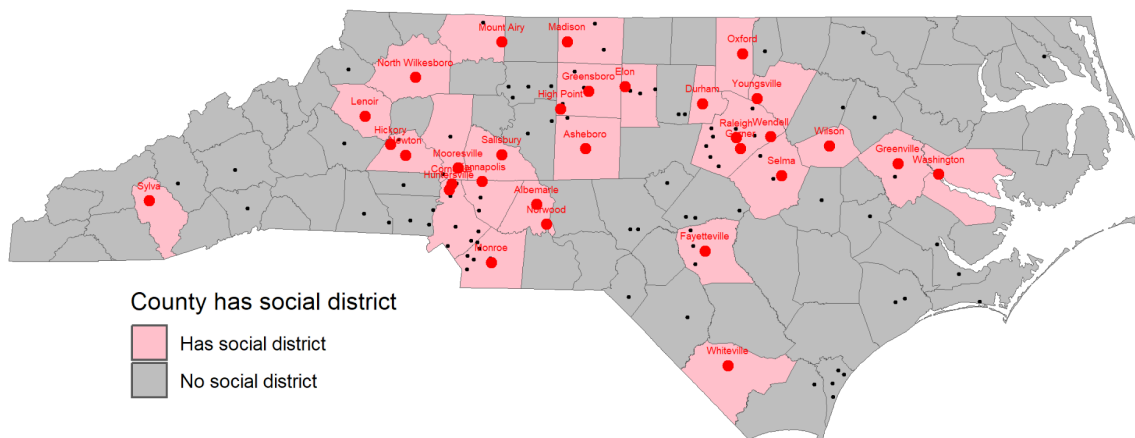 Mount Airy
Madison
Oxford
North Wilkesboro
Greensboro
Elon
Youngsville
Durham
High Point
Lenoir
Raleigh
Wendell
Hickory
Newton
Mooresville
Salisbury
Asheboro
Wilson
Greenville
Washington
Selma
Huntersville
Sylva
Albemarle
Norwood
Fayetteville
Monroe
Whiteville
County has social district
Has social district
No social district